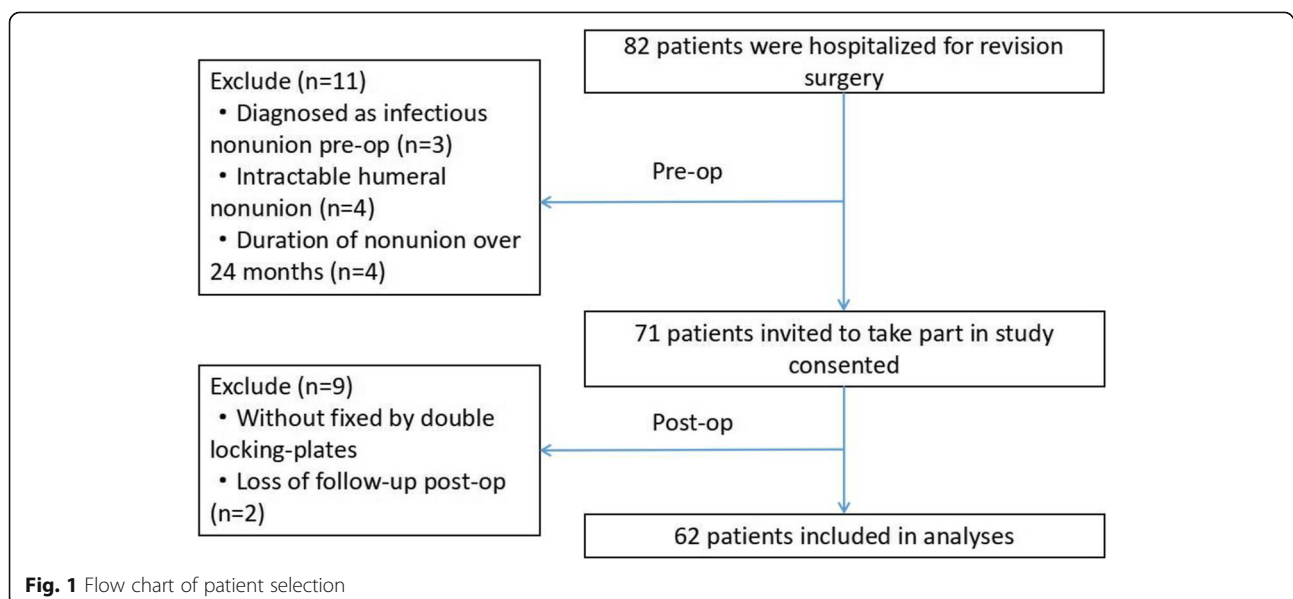 82 patients were hospitalized for revision
surgery
Exclude (n=11)
・Diagnosed as infectious
nonunion pre-op (n=3)
・Intractable humeral
nonunion (n=4)
・Duration of nonunion over
24 months (n=4)
Pre-op
71 patients invited to take part in study
consented
Exclude (n=9)
・Without fixed by double
locking-plates
・Loss of follow-up post-op
(n=2)
Post-op
62 patients included in analyses
Fig. 1 Flow chart of patient selection